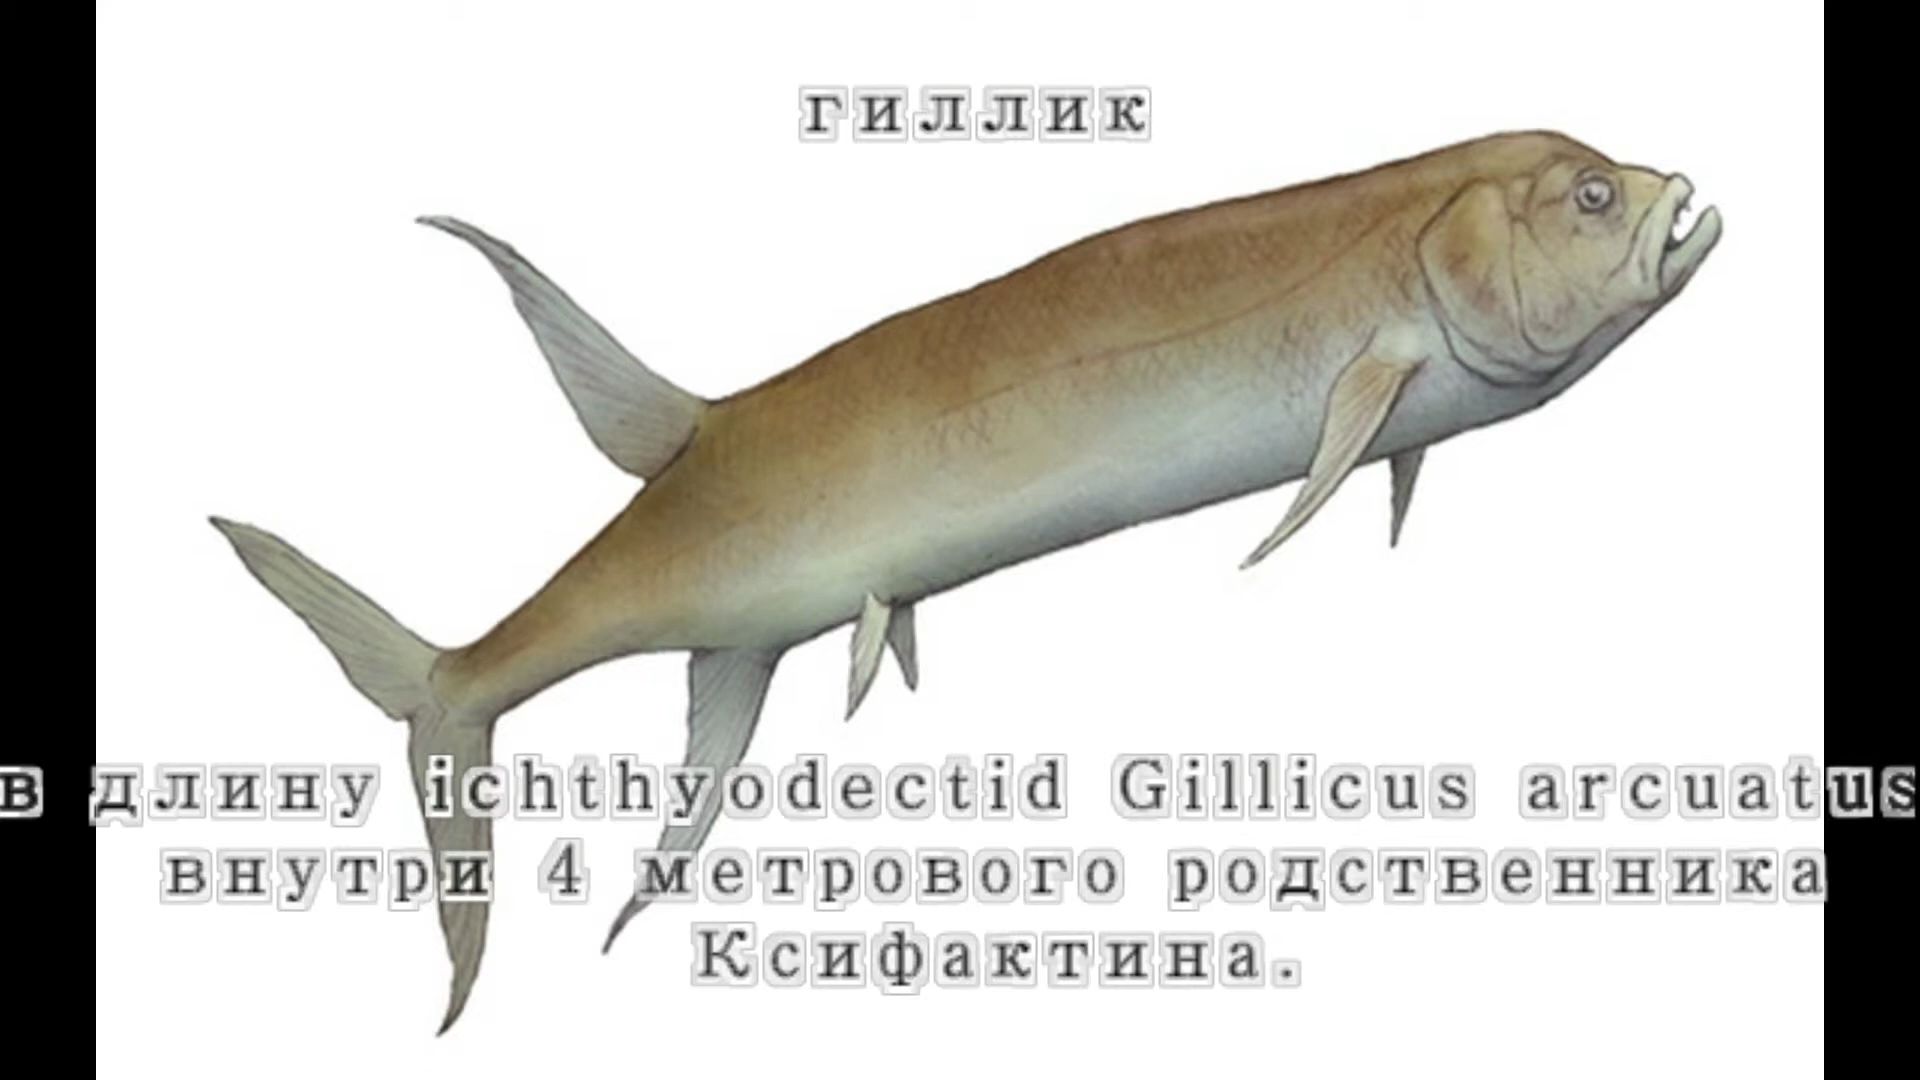 гиллик
в длину ichthyodectid Gillicus arcuatus
внутри 4 метрового родственника
Ксифактина.